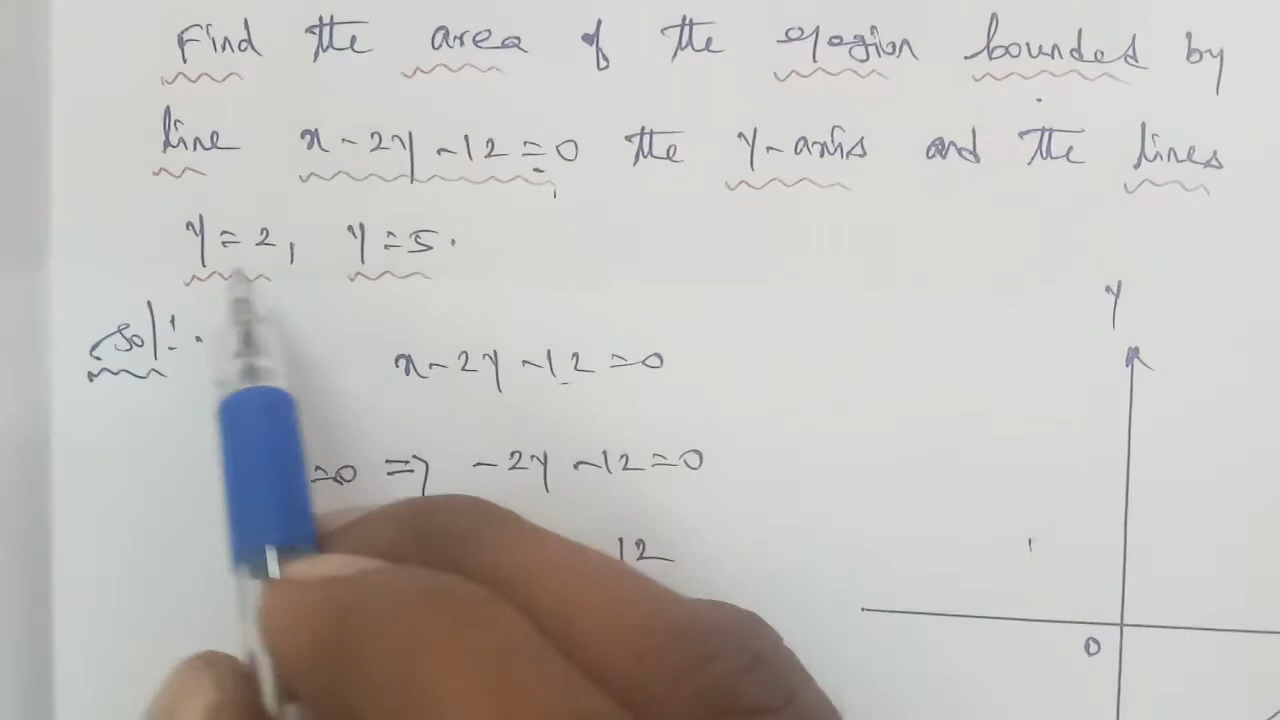 Find the area of the region bounded by
line x - 2y - 12 = 0 the y-axis and the lines
y = 2, y = 5.
Sol:.
x - 2y - 12 = 0
=0 => -2y - 12 = 0
12
Y
O